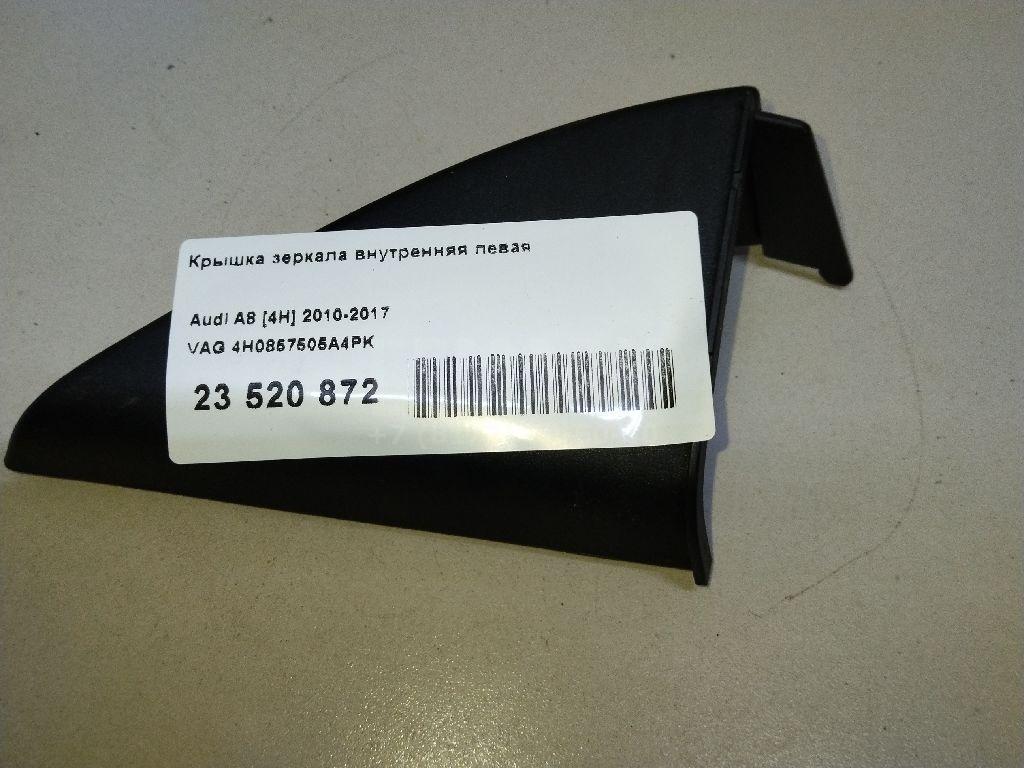 Крышка зеркала внутренняя левая
Audi A8 [4H] 2010-2017
VAG 4H0857505A4PK
23 520 872